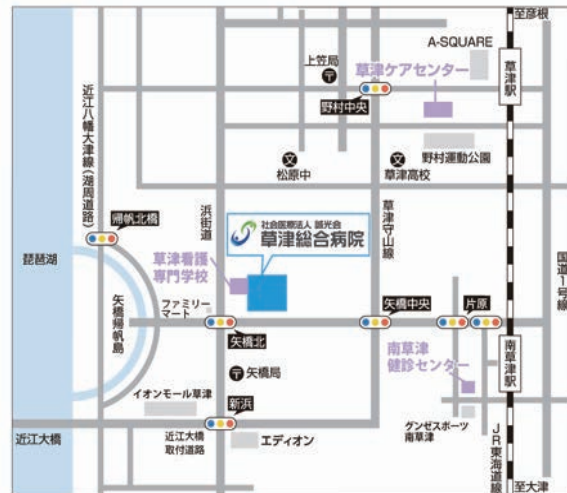 至彦根
A-SQUARE
上笠局
草津ケアセンター
草津駅
野村中央
近江八幡大津線(湖周道路)
松原中
草津高校
野村運動公園
浜街道
草津守山線
帰帆北橋
社会医療法人 誠光会
草津総合病院
琵琶湖
草津看護
専門学校
国道1号線
矢橋帰帆島
ファミリー
マート
矢橋北
矢橋中央
片原
南草津
健診センター
南草津駅
矢橋局
イオンモール草津
新浜
グンゼスポーツ
南草津
JR東海道線
近江大橋
近江大橋
取付道路
エディオン
至大津